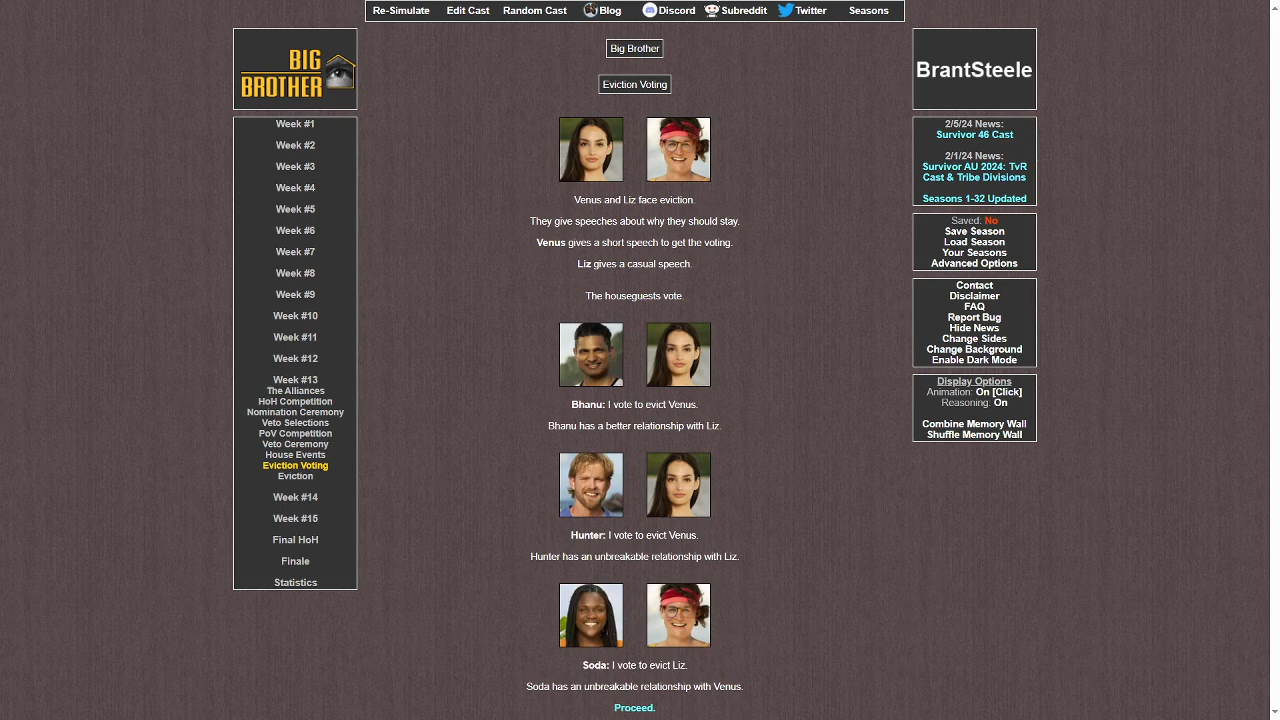 Re-Simulate Edit Cast Random Cast Blog Discord Subreddit Twitter Seasons
BIG
BROTHER
Week #1
Week #2
Week #3
Week #4
Week #5
Week #6
Week #7
Week #8
Week #9
Week #10
Week #11
Week #12
Week #13
The Alliances
HoH Competition
Nomination Ceremony
Veto Selections
PoV Competition
Veto Ceremony
House Events
Eviction Voting
Eviction
Week #14
Week #15
Final HoH
Finale
Statistics
Big Brother
Eviction Voting
Venus and Liz face eviction.
They give speeches about why they should stay.
Venus gives a short speech to get the voting.
Liz gives a casual speech.
The houseguests vote.
Bhanu: I vote to evict Venus.
Bhanu has a better relationship with Liz.
Hunter: I vote to evict Venus.
Hunter has an unbreakable relationship with Liz.
Soda: I vote to evict Liz.
Soda has an unbreakable relationship with Venus.
Proceed.
BrantSteele
2/5/24 News:
Survivor 46 Cast
2/1/24 News:
Survivor AU 2024: TvR
Cast & Tribe Divisions
Seasons 1-32 Updated
Saved: No
Save Season
Load Season
Your Seasons
Advanced Options
Contact
Disclaimer
FAQ
Report Bug
Hide News
Change Sides
Change Background
Enable Dark Mode
Display Options
Animation: On [Click]
Reasoning: On
Combine Memory Wall
Shuffle Memory Wall